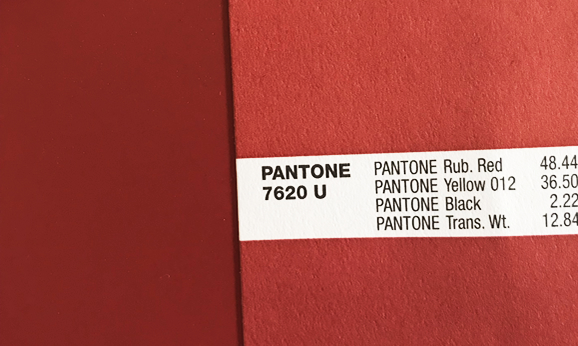 PANTONE
7620 U
PANTONE Rub. Red 48.44
PANTONE Yellow 012 36.50
PANTONE Black 2.22
PANTONE Trans. Wt. 12.84